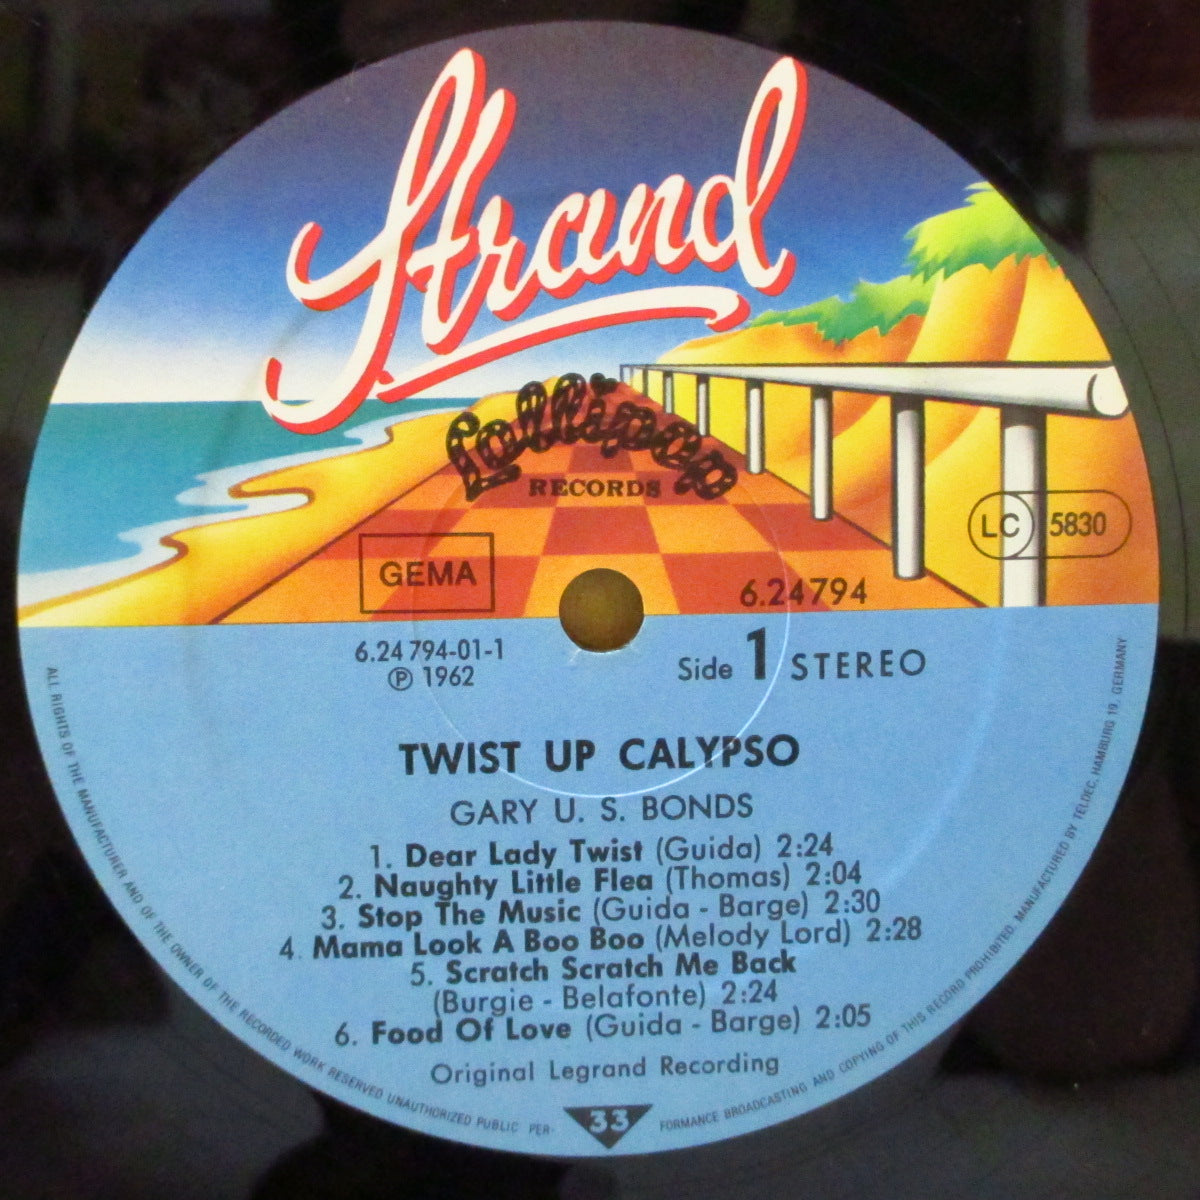 Strand
Lollipop
RECORDS
GEMA
LC 5830
6.24794
6.24 794-01-1
℗ 1962
Side 1 STEREO
TWIST UP CALYPSO
GARY U. S. BONDS
1. Dear Lady Twist (Guida) 2:24
2. Naughty Little Flea (Thomas) 2:04
3. Stop The Music (Guida - Barge) 2:30
4. Mama Look A Boo Boo (Melody Lord) 2:28
5. Scratch Scratch Me Back
(Burgie - Belafonte) 2:24
6. Food Of Love (Guida - Barge) 2:05
Original Legrand Recording
33
ALL RIGHTS OF THE MANUFACTURER AND OF THE OWNER OF THE RECORDED WORK RESERVED UNAUTHORIZED PUBLIC PER-FORMANCE BROADCASTING AND COPYING OF THIS RECORD PROHIBITED. MANUFACTURED BY TELDEC, HAMBURG 19, GERMANY